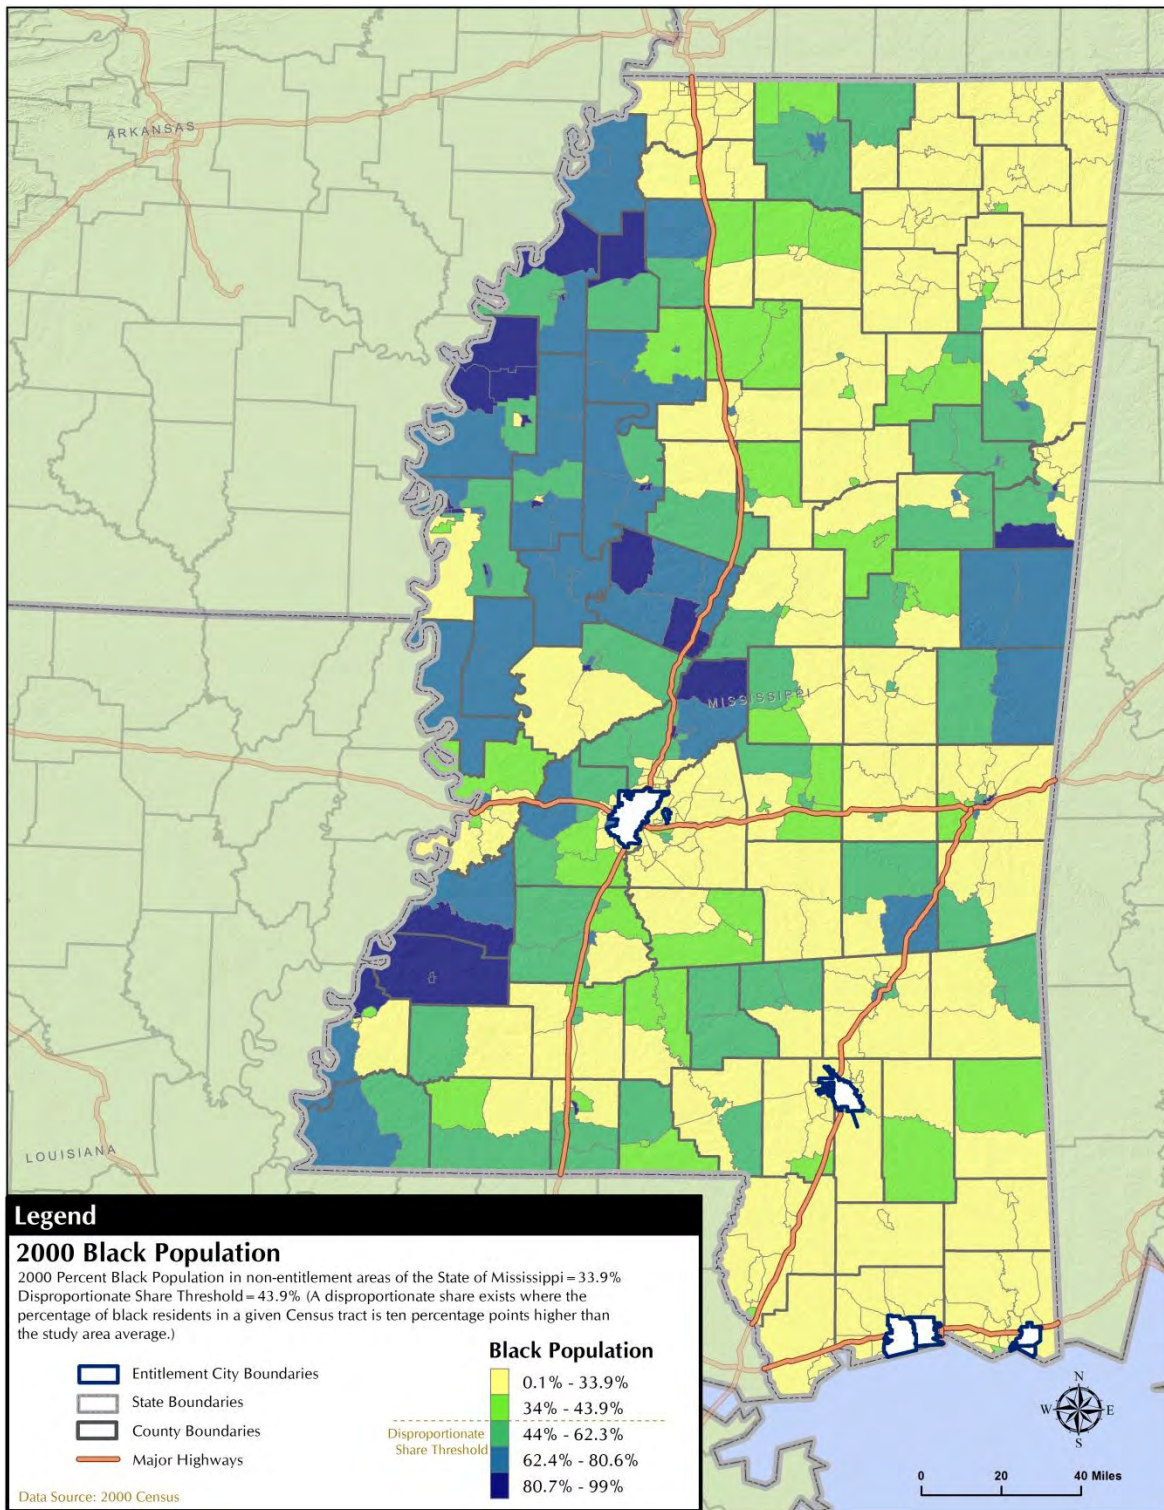 ARKANSAS
MISSISSIPPI
LOUISIANA
Legend
2000 Black Population
2000 Percent Black Population in non-entitlement areas of the State of Mississippi = 33.9%
Disproportionate Share Threshold = 43.9% (A disproportionate share exists where the
percentage of black residents in a given Census tract is ten percentage points higher than
the study area average.)
Entitlement City Boundaries
State Boundaries
County Boundaries
Major Highways
Data Source: 2000 Census
Black Population
0.1% - 33.9%
34% - 43.9%
Disproportionate
Share Threshold
44% - 62.3%
62.4% - 80.6%
80.7% - 99%
N
W
E
S
0 20 40 Miles